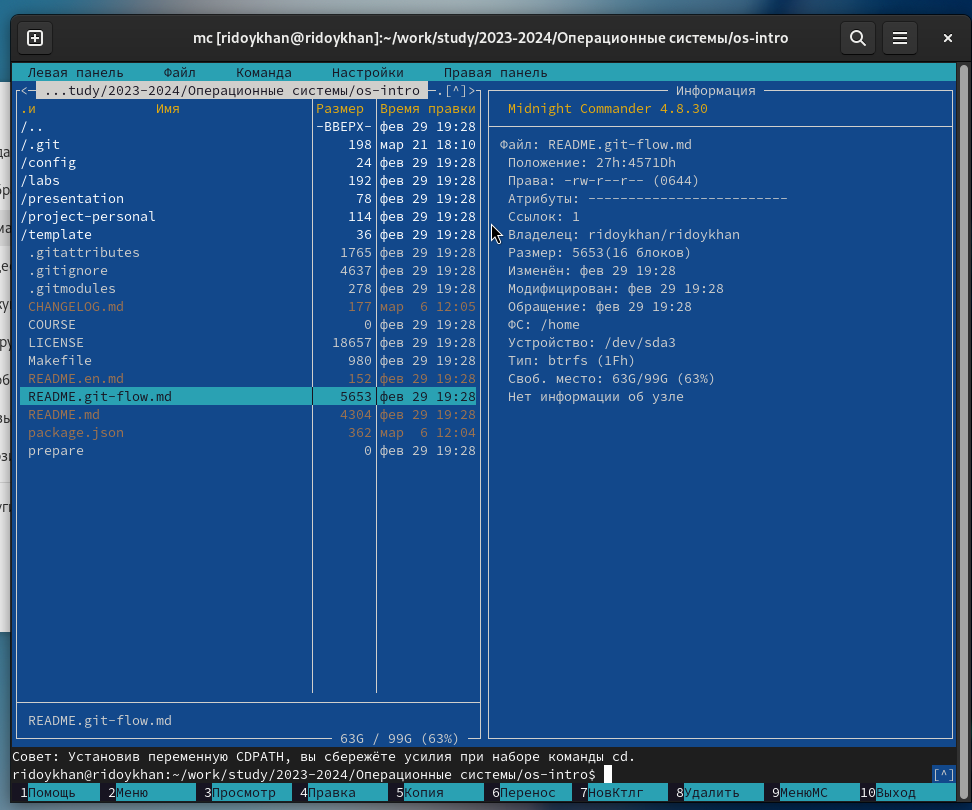 mc [ridoykhan@ridoykhan]:~/work/study/2023-2024/Операционные системы/os-intro
Левая панель Файл Команда Настройки Правая панель
<— ...tudy/2023-2024/Операционные системы/os-intro —.[^]>
.и Имя Размер Время правки
/.. -ВВЕРХ- фев 29 19:28
/.git 198 мар 21 18:10
/config 24 фев 29 19:28
/labs 192 фев 29 19:28
/presentation 78 фев 29 19:28
/project-personal 114 фев 29 19:28
/template 36 фев 29 19:28
.gitattributes 1765 фев 29 19:28
.gitignore 4637 фев 29 19:28
.gitmodules 278 фев 29 19:28
CHANGELOG.md 177 мар 6 12:05
COURSE 0 фев 29 19:28
LICENSE 18657 фев 29 19:28
Makefile 980 фев 29 19:28
README.en.md 152 фев 29 19:28
README.git-flow.md 5653 фев 29 19:28
README.md 4304 фев 29 19:28
package.json 362 мар 6 12:04
prepare 0 фев 29 19:28
README.git-flow.md
63G / 99G (63%)
Информация
Midnight Commander 4.8.30
Файл: README.git-flow.md
Положение: 27h:4571Dh
Права: -rw-r--r-- (0644)
Атрибуты: -------------------------
Ссылок: 1
Владелец: ridoykhan/ridoykhan
Размер: 5653(16 блоков)
Изменён: фев 29 19:28
Модифицирован: фев 29 19:28
Обращение: фев 29 19:28
ФС: /home
Устройство: /dev/sda3
Тип: btrfs (1Fh)
Своб. место: 63G/99G (63%)
Нет информации об узле
Совет: Установив переменную CDPATH, вы сбережёте усилия при наборе команды cd.
ridoykhan@ridoykhan:~/work/study/2023-2024/Операционные системы/os-intro$ [^]
1Помощь 2Меню 3Просмотр 4Правка 5Копия 6Перенос 7НовКтлг 8Удалить 9МенюMC 10Выход